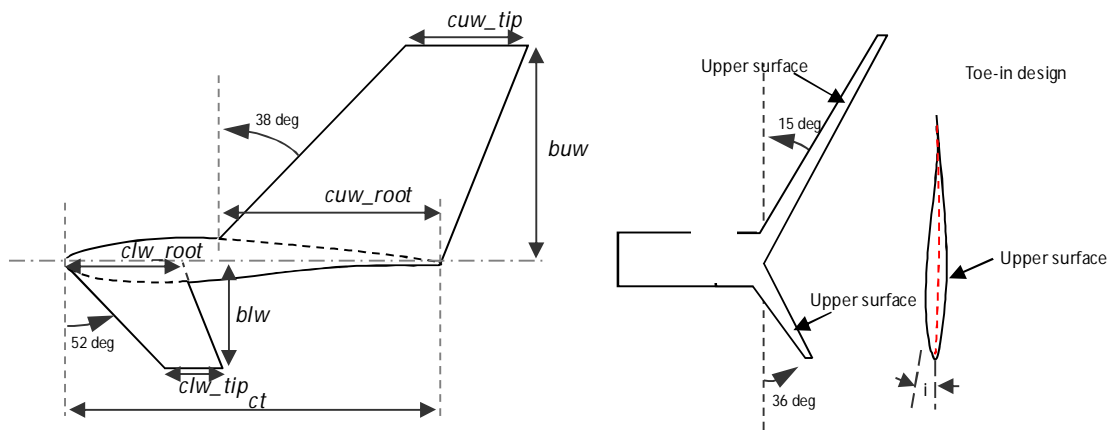 cuw_tip
38 deg
buw
cuw_root
clw_root
blw
52 deg
clw_tip
ct
Upper surface
15 deg
Upper surface
36 deg
Toe-in design
Upper surface
i